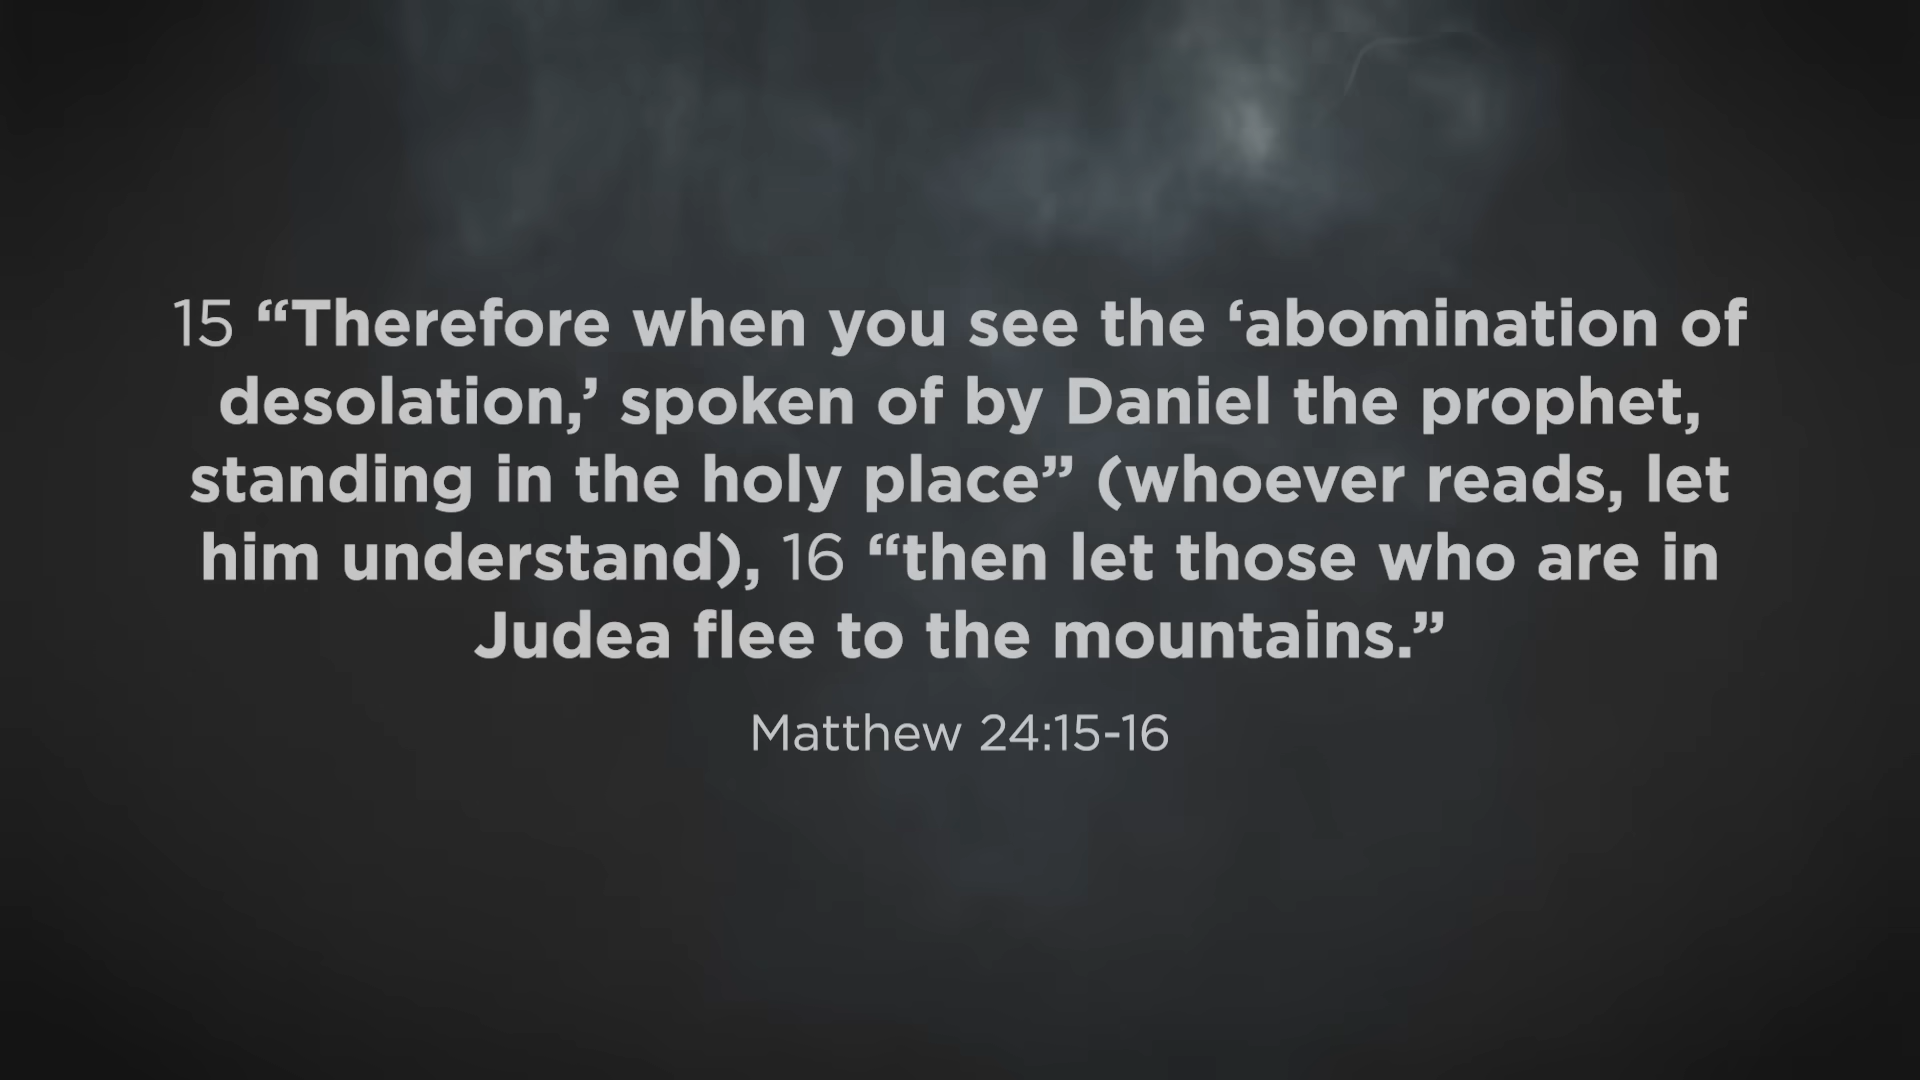 15 “Therefore when you see the ‘abomination of
desolation,’ spoken of by Daniel the prophet,
standing in the holy place” (whoever reads, let
him understand), 16 “then let those who are in
Judea flee to the mountains.”
Matthew 24:15-16